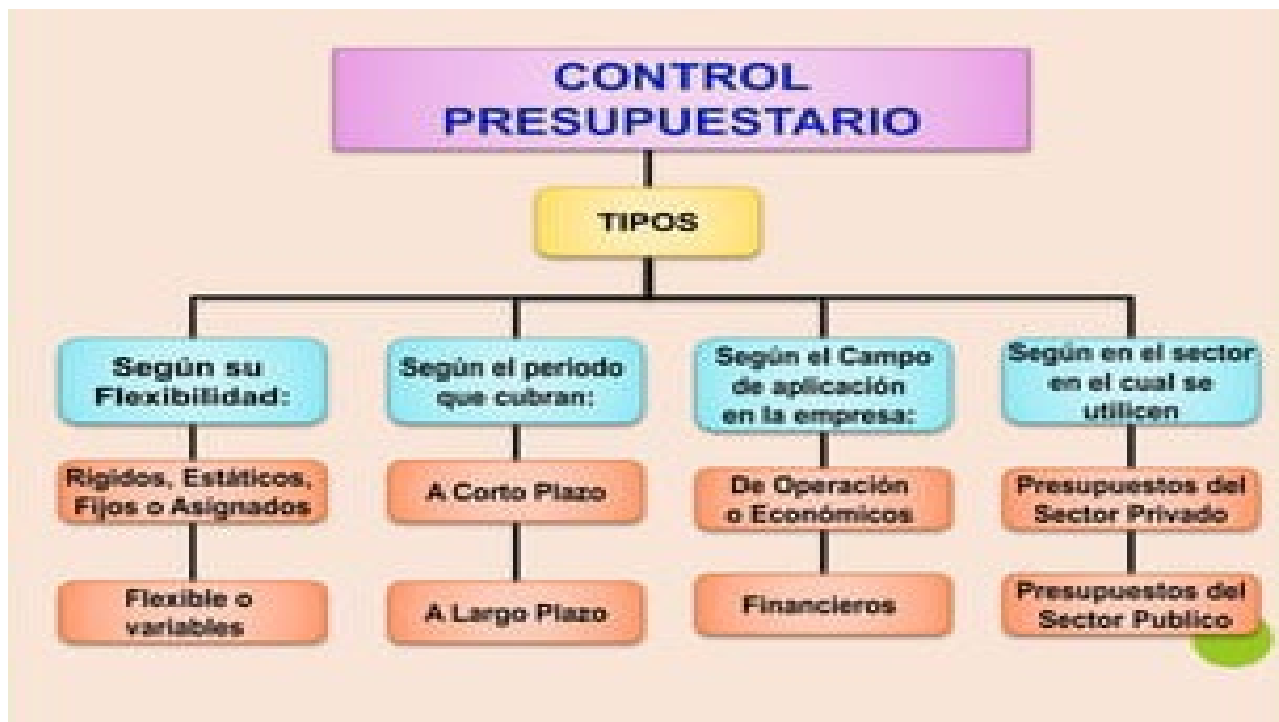 CONTROL
PRESUPUESTARIO
TIPOS
Según su
Flexibilidad:
Rigidos, Estáticos,
Fijos o Asignados
Flexible o
variables
Según el periodo
que cubran:
A Corto Plazo
A Largo Plazo
Según el Campo
de aplicación
en la empresa:
De Operación
o Económicos
Financieros
Según en el sector
en el cual se
utilicen
Presupuestos del
Sector Privado
Presupuestos del
Sector Publico